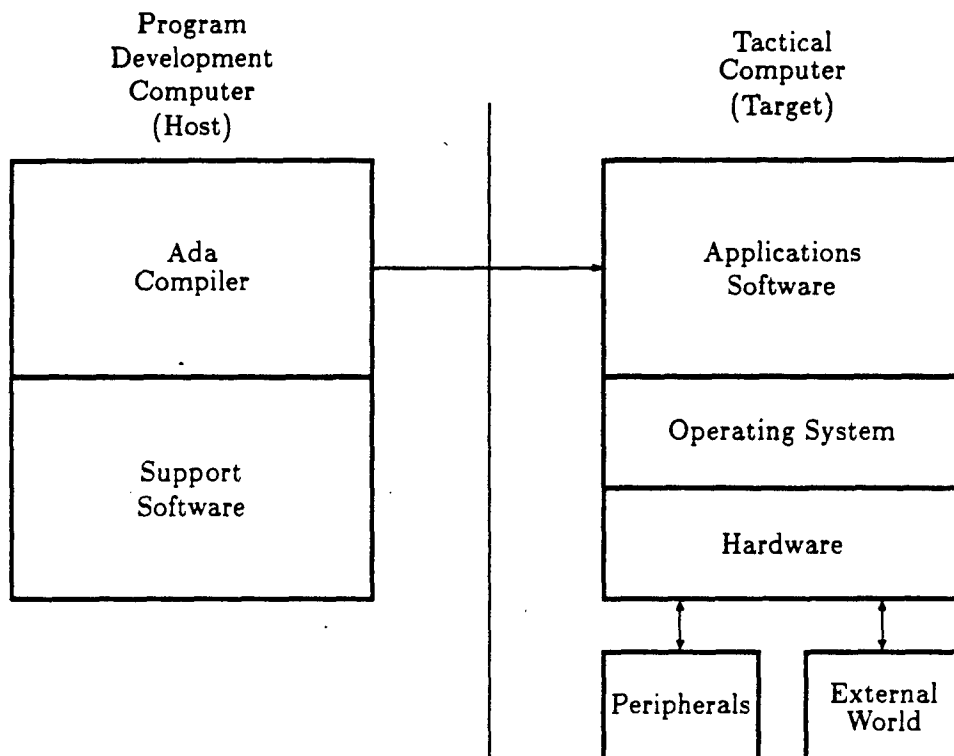 Program
Development
Computer
(Host)
Tactical
Computer
(Target)
Ada
Compiler
Support
Software
Applications
Software
Operating System
Hardware
Peripherals
External
World